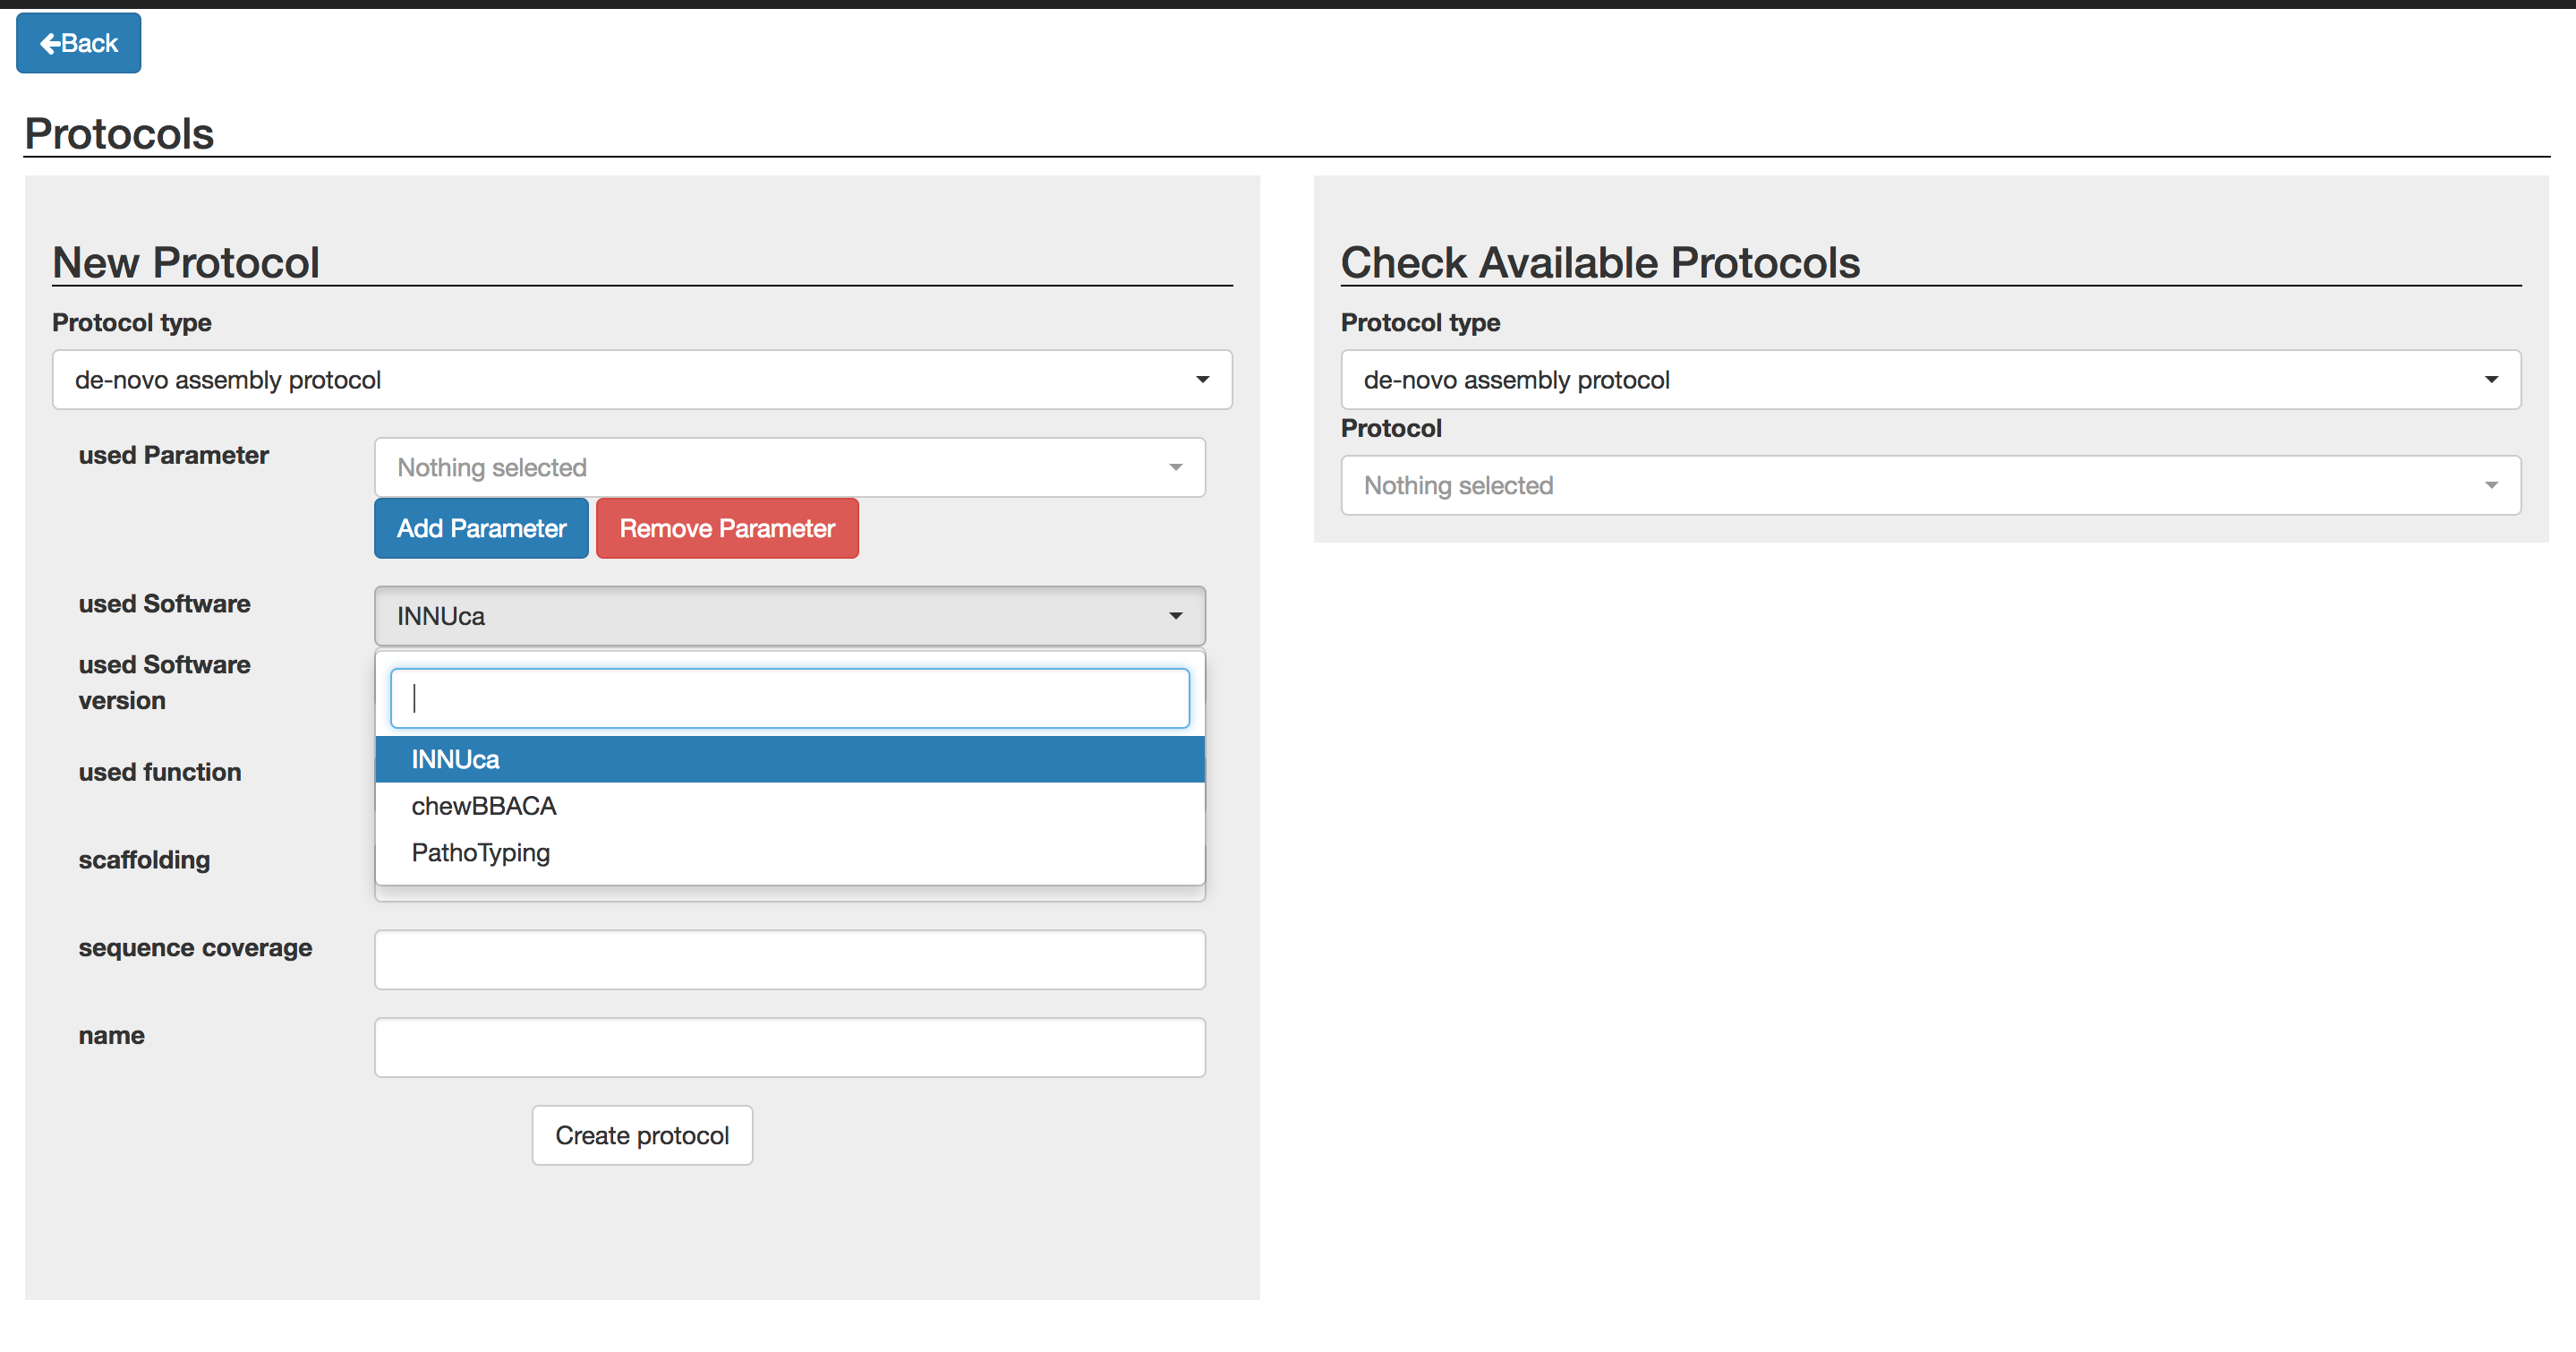 Back
Protocols
New Protocol
Protocol type
de-novo assembly protocol
used Parameter
Nothing selected
Add Parameter
Remove Parameter
used Software
INNUca
used Software
version
INNUca
chewBBACA
PathoTyping
used function
scaffolding
sequence coverage
name
Create protocol
Check Available Protocols
Protocol type
de-novo assembly protocol
Protocol
Nothing selected